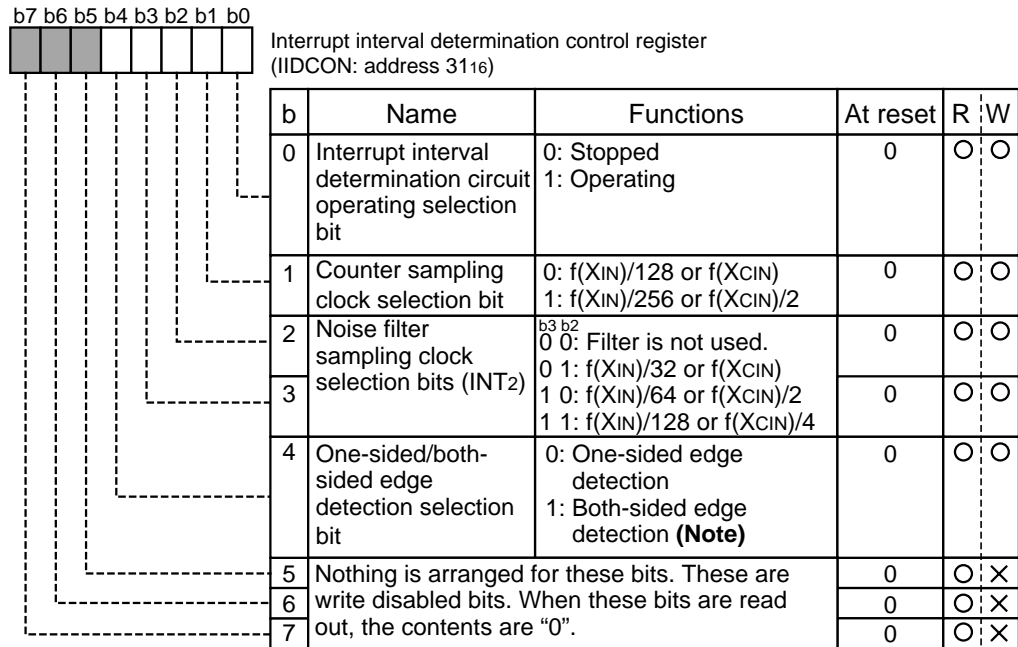 b7 b6 b5 b4 b3 b2 b1 b0
Interrupt interval determination control register
(IIDCON: address 3116)
b Name Functions At reset R W
0 Interrupt interval 0: Stopped 0 O O
determination circuit 1: Operating
operating selection
bit
1 Counter sampling 0: f(XIN)/128 or f(XCIN) 0 O O
clock selection bit 1: f(XIN)/256 or f(XCIN)/2
2 Noise filter b3 b2 0 O O
sampling clock 0 0: Filter is not used.
selection bits (INT2) 0 1: f(XIN)/32 or f(XCIN)
3 1 0: f(XIN)/64 or f(XCIN)/2 0 O O
1 1: f(XIN)/128 or f(XCIN)/4
4 One-sided/both- 0: One-sided edge 0 O O
sided edge detection
detection selection 1: Both-sided edge
bit detection (Note)
5 Nothing is arranged for these bits. These are 0 O ×
6 write disabled bits. When these bits are read 0 O ×
7 out, the contents are “0”. 0 O ×